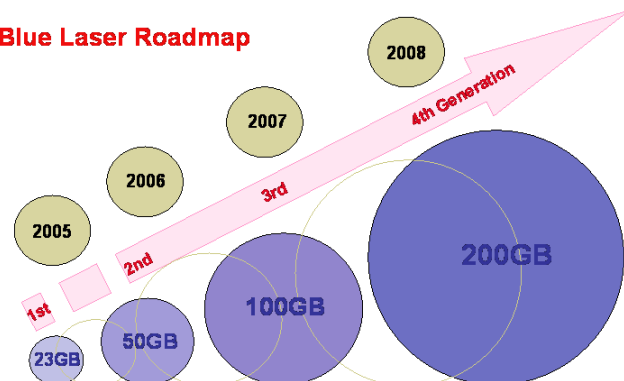 Blue Laser Roadmap
2008
2007
2006
2005
4th Generation
3rd
2nd
1st
200GB
100GB
50GB
23GB